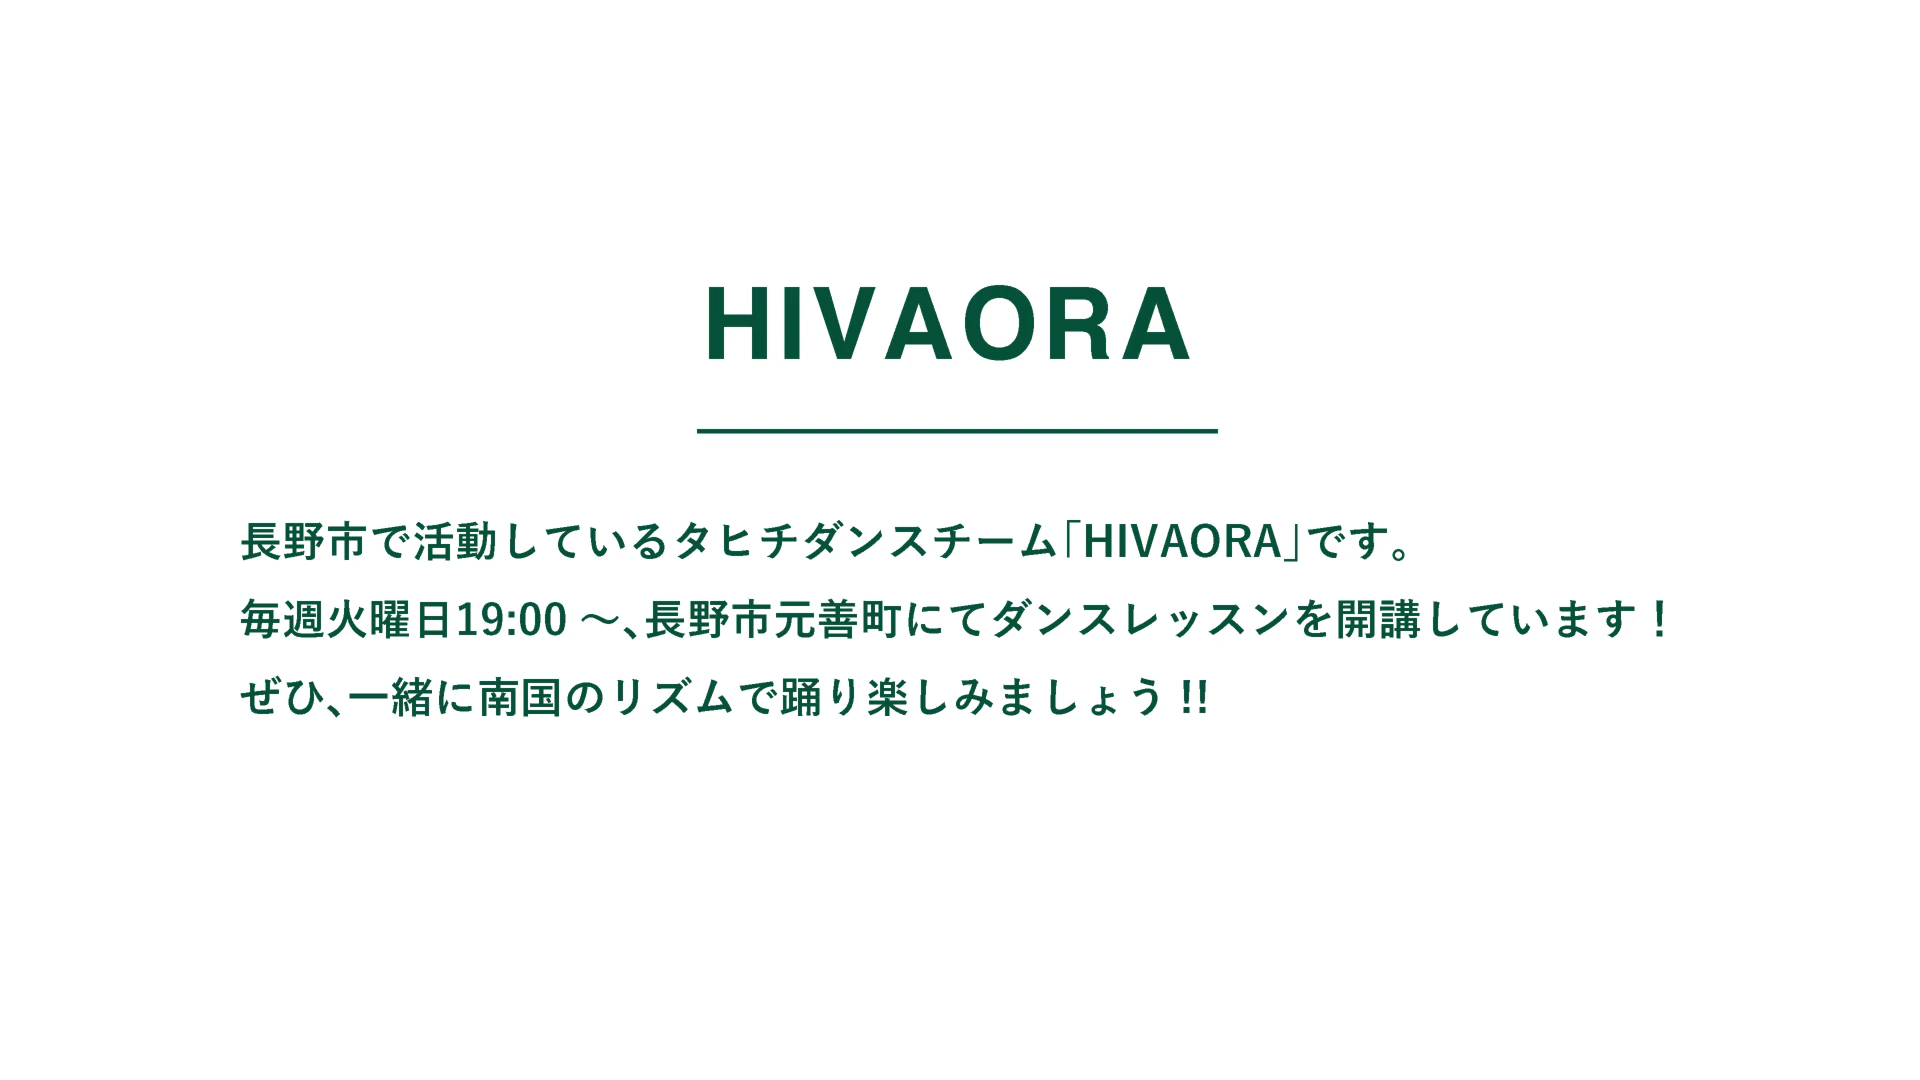 HIVAORA
長野市で活動しているタヒチダンスチーム「HIVAORA」です。
毎週火曜日19:00 〜、長野市元善町にてダンスレッスンを開講しています！
ぜひ、一緒に南国のリズムで踊り楽しみましょう !!